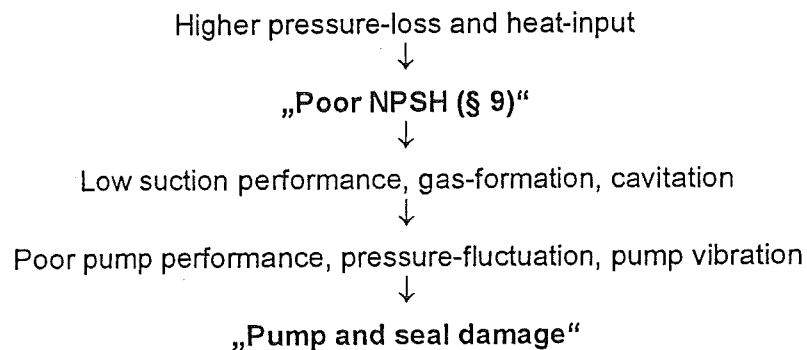 Higher pressure-loss and heat-input
↓
„Poor NPSH (§ 9)“
↓
Low suction performance, gas-formation, cavitation
↓
Poor pump performance, pressure-fluctuation, pump vibration
↓
„Pump and seal damage“